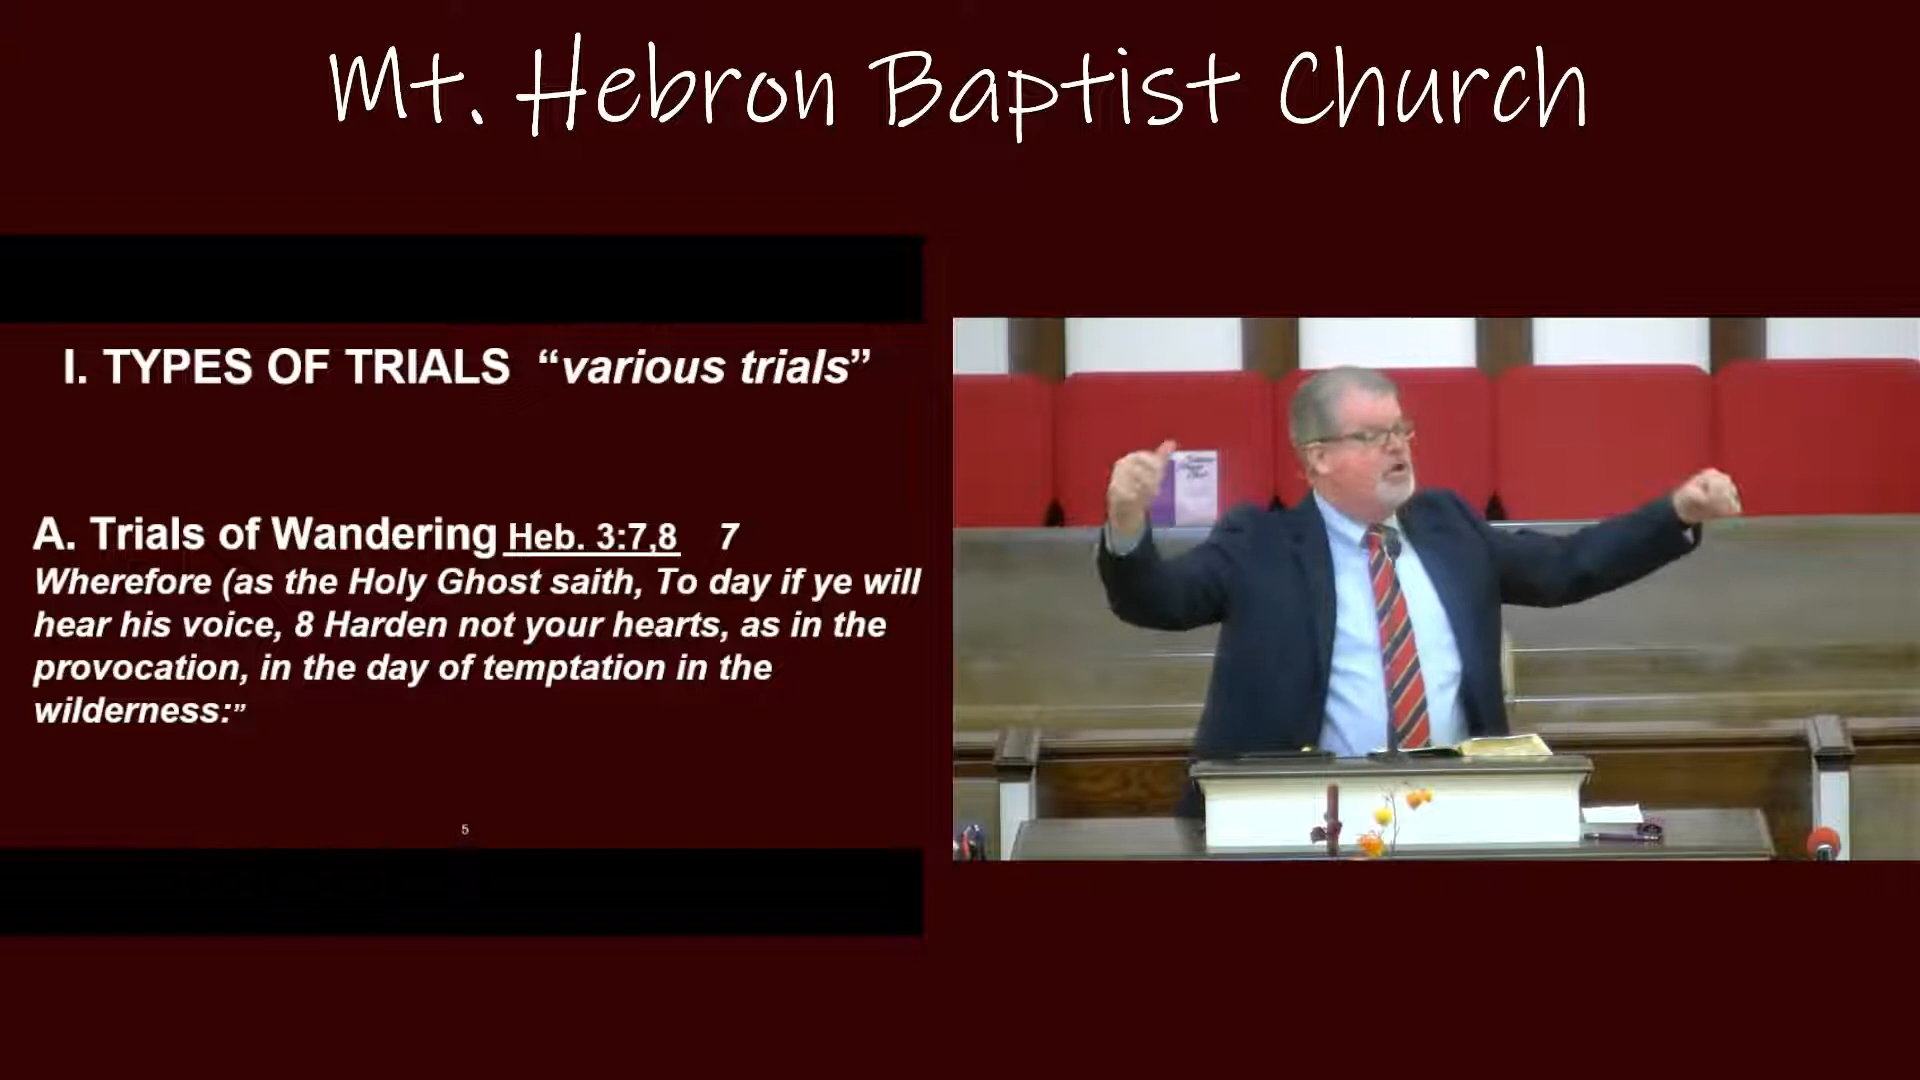 Mt. Hebron Baptist Church
I. TYPES OF TRIALS “various trials”
A. Trials of Wandering Heb. 3:7,8 7
Wherefore (as the Holy Ghost saith, To day if ye will
hear his voice, 8 Harden not your hearts, as in the
provocation, in the day of temptation in the
wilderness:”
5